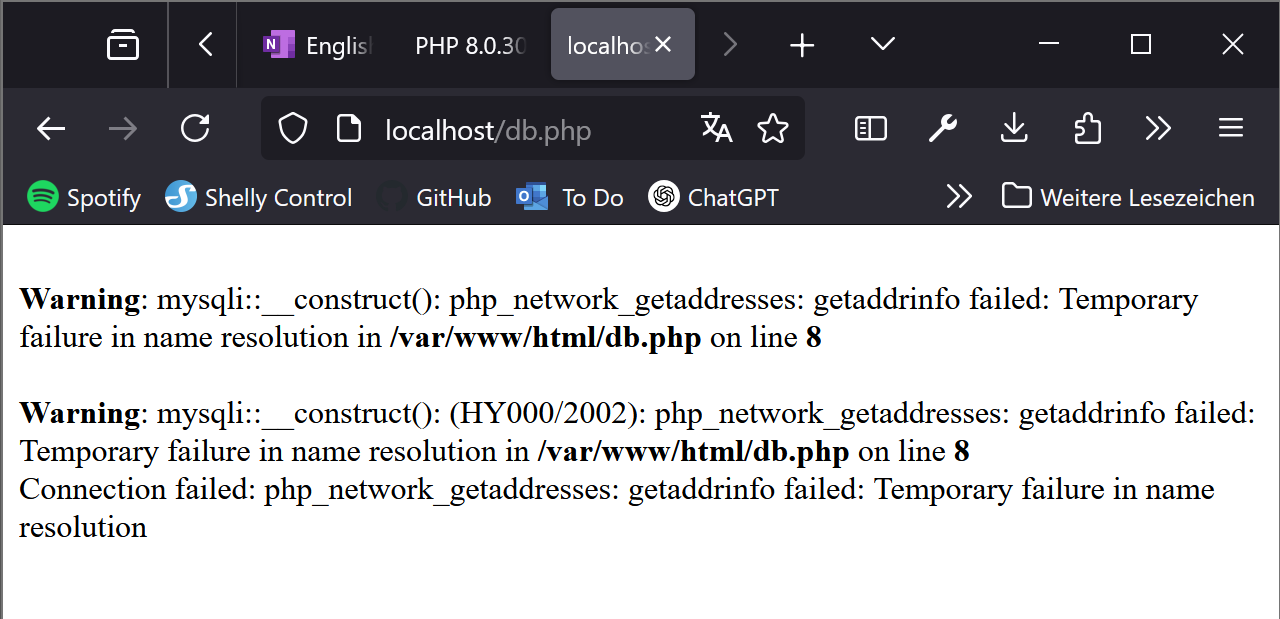 N Englis PHP 8.0.30 localhos
localhost/db.php
Spotify Shelly Control GitHub To Do ChatGPT Weitere Lesezeichen
Warning: mysqli::__construct(): php_network_getaddresses: getaddrinfo failed: Temporary
failure in name resolution in /var/www/html/db.php on line 8
Warning: mysqli::__construct(): (HY000/2002): php_network_getaddresses: getaddrinfo failed:
Temporary failure in name resolution in /var/www/html/db.php on line 8
Connection failed: php_network_getaddresses: getaddrinfo failed: Temporary failure in name
resolution